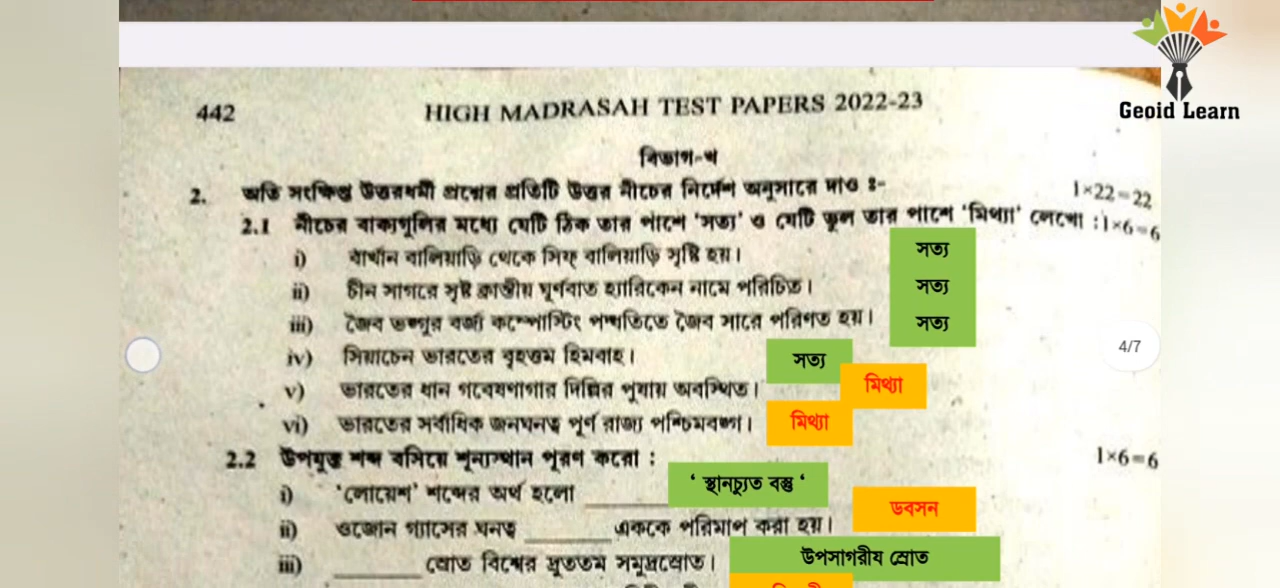 Geoid Learn
442 HIGH MADRASAH TEST PAPERS 2022-23
বিভাগ-খ
2. অতি সংক্ষিপ্ত উত্তরধর্মী প্রশ্নের প্রতিটি উত্তর নীচের নির্দেশ অনুসারে দাও ঃ- 1×22=22
2.1 নীচের বাক্যগুলির মধ্যে যেটি ঠিক তার পাশে 'সত্য' ও যেটি ভুল তার পাশে 'মিথ্যা' লেখো : 1×6=6
i) বার্খান বালিয়াড়ি থেকে সিফ্ বালিয়াড়ি সৃষ্টি হয়। সত্য
ii) চীন সাগরে সৃষ্ট ক্রান্তীয় ঘূর্ণবাত হ্যারিকেন নামে পরিচিত। সত্য
iii) জৈব ভঙ্গুর বর্জ্য কম্পোস্টিং পদ্ধতিতে জৈব সারে পরিণত হয়। সত্য
4/7
iv) সিয়াচেন ভারতের বৃহত্তম হিমবাহ। সত্য
v) ভারতের ধান গবেষণাগার দিল্লির পুষায় অবস্থিত। মিথ্যা
vi) ভারতের সর্বাধিক জনঘনত্ব পূর্ণ রাজ্য পশ্চিমবঙ্গ। মিথ্যা
2.2 উপযুক্ত শব্দ বসিয়ে শূন্যস্থান পূরণ করো : 1×6=6
i) 'লোয়েশ' শব্দের অর্থ হলো ______ ' স্থানচ্যুত বস্তু '
ii) ওজোন গ্যাসের ঘনত্ব ______ এককে পরিমাপ করা হয়। ডবসন
iii) ______ স্রোত বিশ্বের দ্রুততম সমুদ্রস্রোত। উপসাগরীয স্রোত